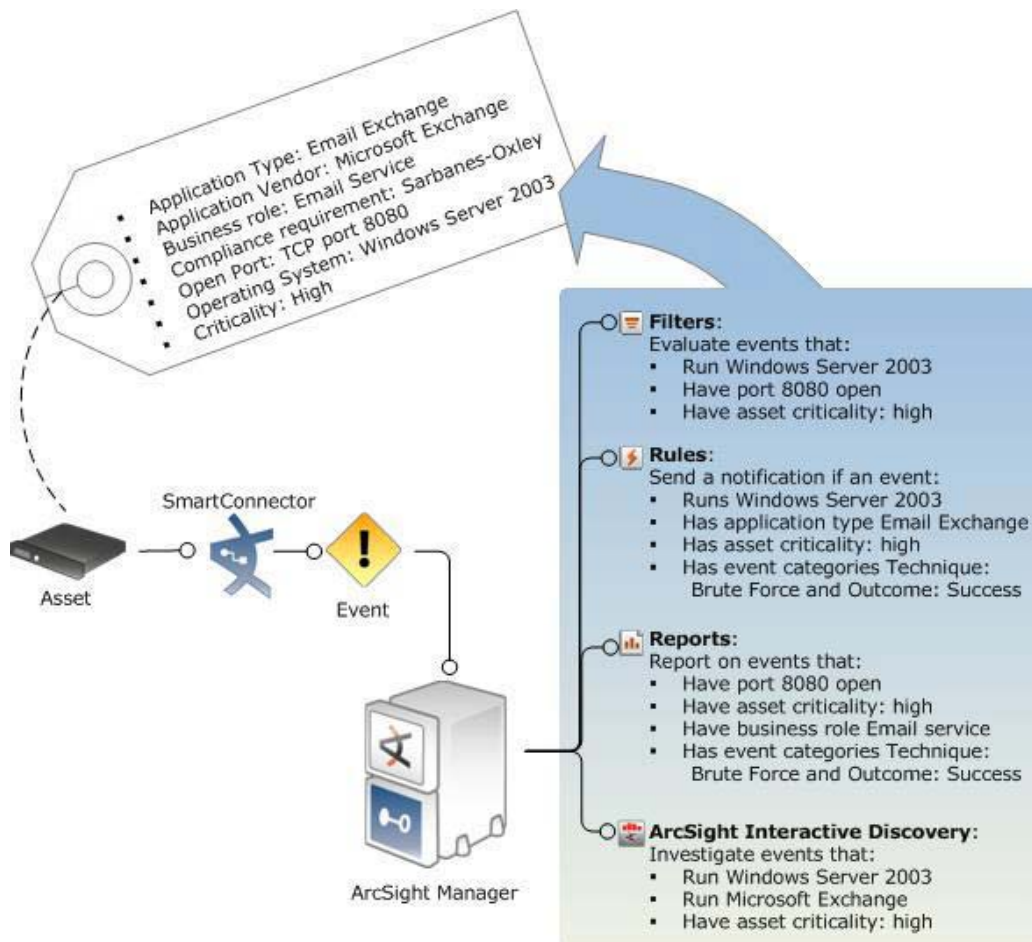 ▪ Application Type: Email Exchange
▪ Application Vendor: Microsoft Exchange
▪ Business role: Email Service
▪ Compliance requirement: Sarbanes-Oxley
▪ Open Port: TCP port 8080
▪ Operating System: Windows Server 2003
▪ Criticality: High
Asset
SmartConnector
Event
ArcSight Manager
Filters:
Evaluate events that:
▪ Run Windows Server 2003
▪ Have port 8080 open
▪ Have asset criticality: high
Rules:
Send a notification if an event:
▪ Runs Windows Server 2003
▪ Has application type Email Exchange
▪ Has asset criticality: high
▪ Has event categories Technique:
Brute Force and Outcome: Success
Reports:
Report on events that:
▪ Have port 8080 open
▪ Have asset criticality: high
▪ Have business role Email service
▪ Has event categories Technique:
Brute Force and Outcome: Success
ArcSight Interactive Discovery:
Investigate events that:
▪ Run Windows Server 2003
▪ Run Microsoft Exchange
▪ Have asset criticality: high